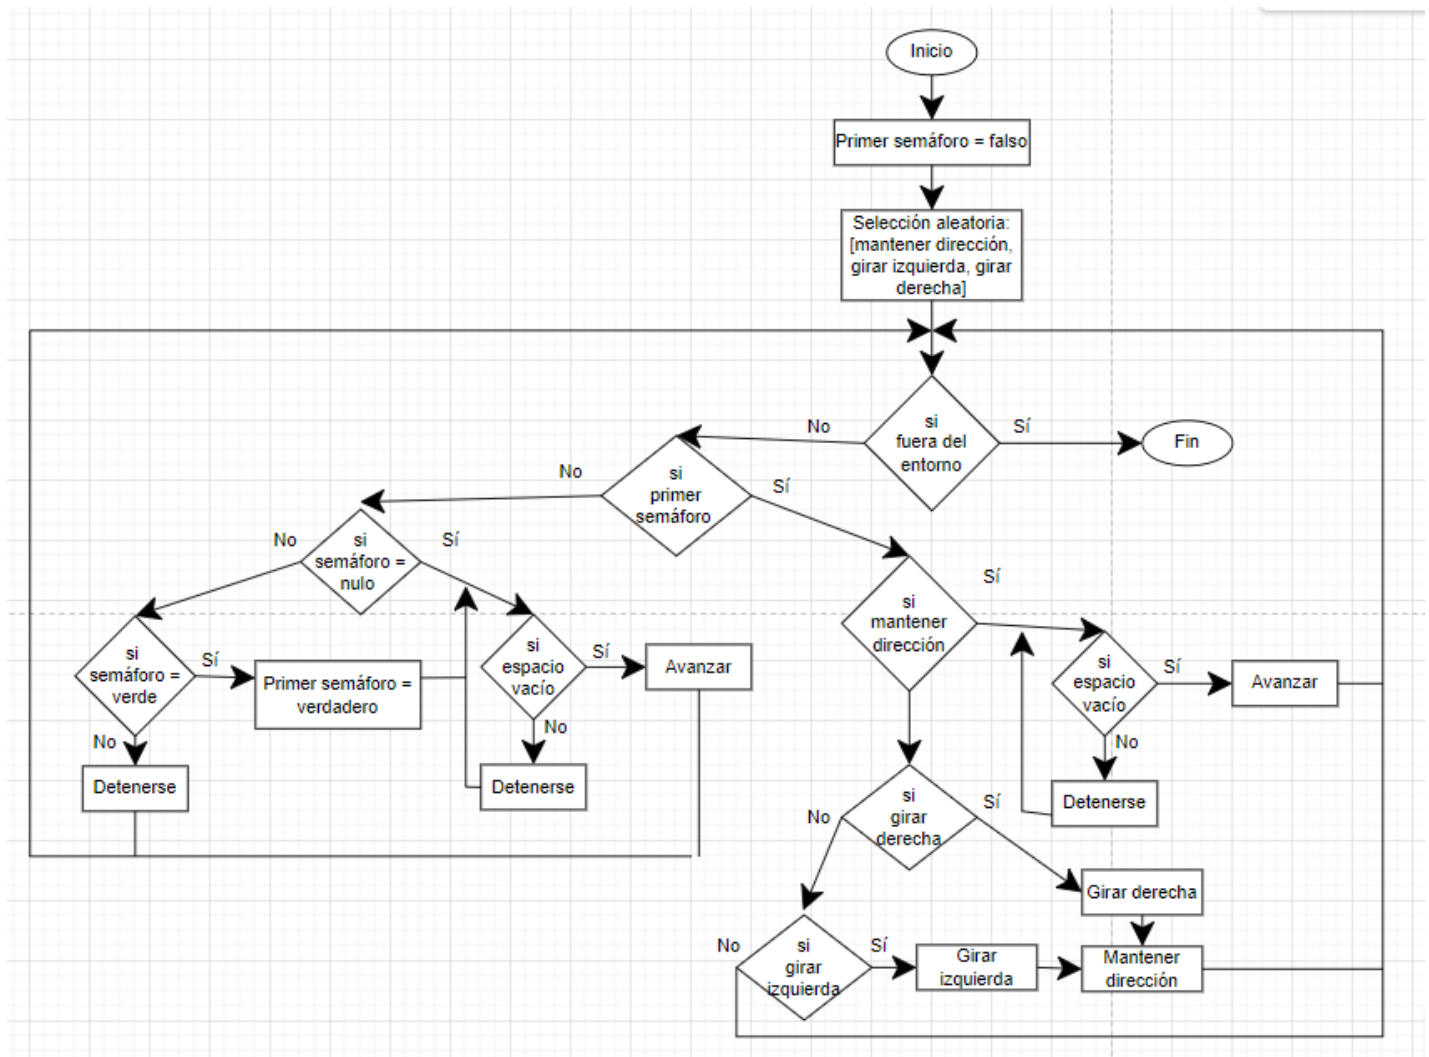 Inicio
Primer semáforo = falso
Selección aleatoria:
[mantener dirección,
girar izquierda, girar
derecha]
si
fuera del
entorno
No
Sí
Fin
si
primer
semáforo
No
Sí
si
semáforo =
nulo
No
Sí
si
mantener
dirección
Sí
si
semáforo =
verde
Sí
No
Primer semáforo =
verdadero
si
espacio
vacío
Sí
No
Avanzar
si
espacio
vacío
Sí
No
Avanzar
Detenerse
Detenerse
Detenerse
si
girar
derecha
No
Sí
Girar derecha
si
girar
izquierda
No
Sí
Girar
izquierda
Mantener
dirección